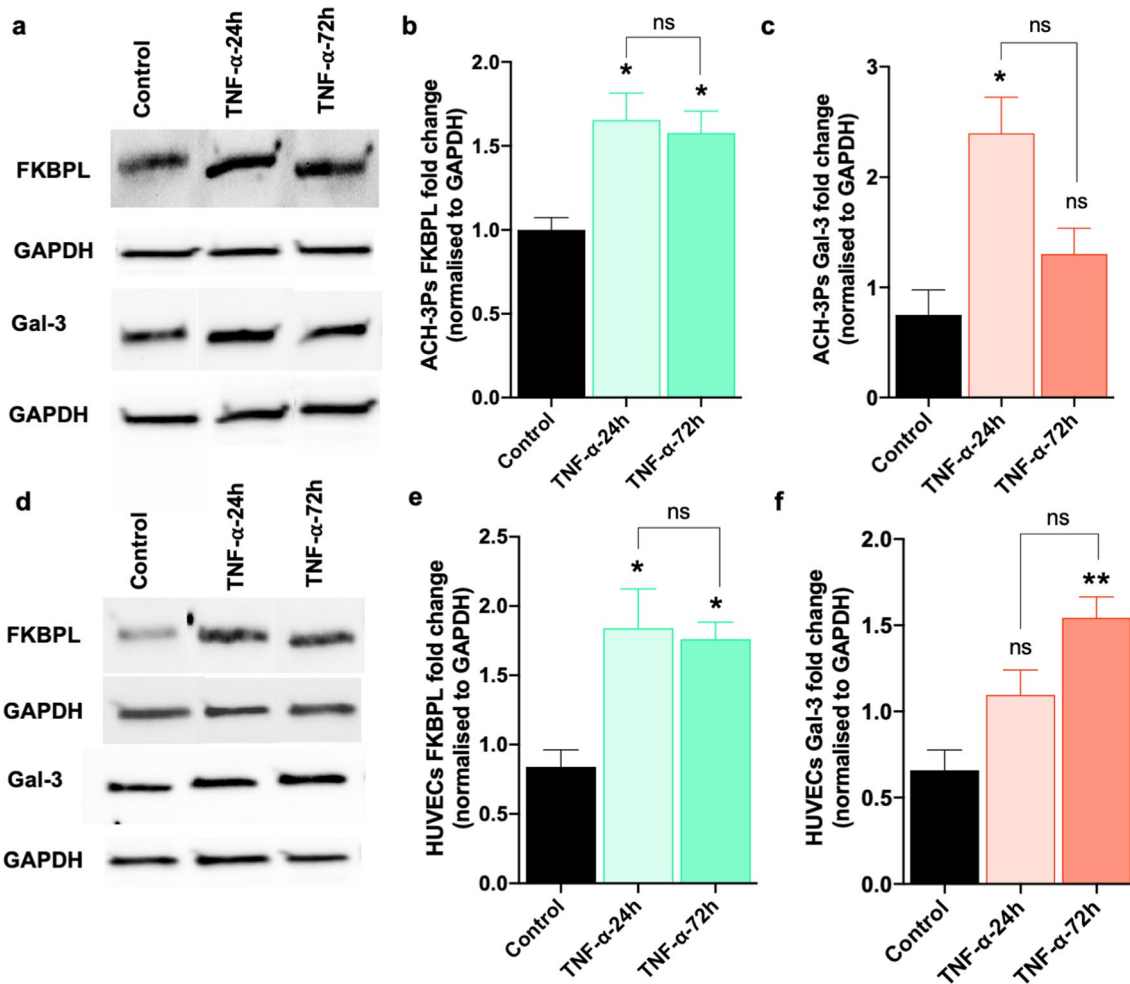 a
Control
TNF-α-24h
TNF-α-72h
FKBPL
GAPDH
Gal-3
GAPDH
b
ACH-3Ps FKBPL fold change
(normalised to GAPDH)
2.0
1.5
1.0
0.5
0.0
ns
*
*
Control
TNF-α-24h
TNF-α-72h
c
ACH-3Ps Gal-3 fold change
(normalised to GAPDH)
3
2
1
0
ns
*
ns
Control
TNF-α-24h
TNF-α-72h
d
Control
TNF-α-24h
TNF-α-72h
FKBPL
GAPDH
Gal-3
GAPDH
e
HUVECs FKBPL fold change
(normalised to GAPDH)
2.5
2.0
1.5
1.0
0.5
0.0
ns
*
*
Control
TNF-α-24h
TNF-α-72h
f
HUVECs Gal-3 fold change
(normalised to GAPDH)
2.0
1.5
1.0
0.5
0.0
ns
ns
**
Control
TNF-α-24h
TNF-α-72h